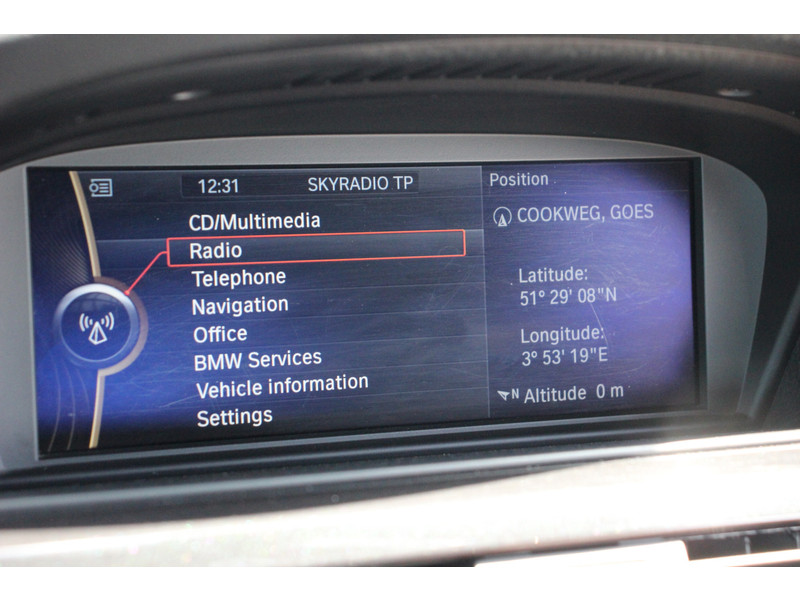 12:31 SKYRADIO TP
CD/Multimedia
Radio
Telephone
Navigation
Office
BMW Services
Vehicle information
Settings
Position
COOKWEG, GOES
Latitude:
51° 29' 08"N
Longitude:
3° 53' 19"E
N Altitude 0 m